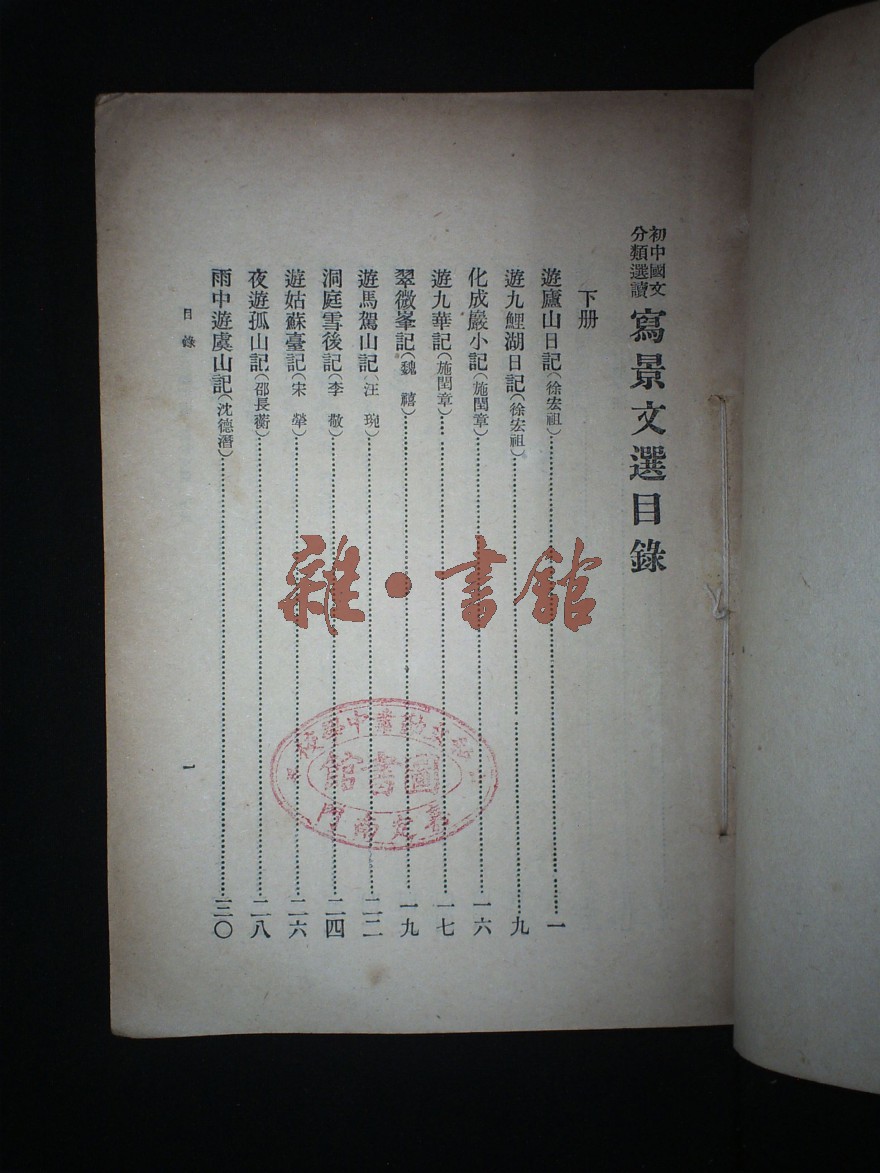 初中國文
分類選讀
寫景文選目錄
下册
遊廬山日記(徐宏祖)……一
遊九鯉湖日記(徐宏祖)……九
化成巖小記(施閏章)……一六
遊九華記(施閏章)……一七
翠微峯記(魏禧)……一九
遊馬駕山記(汪琬)……二二
洞庭雪後記(李敬)……二四
遊姑蘇臺記(宋犖)……二六
夜遊孤山記(邵長蘅)……二八
雨中遊虞山記(沈德潛)……三〇
目錄
一
雜·書館
圖書館